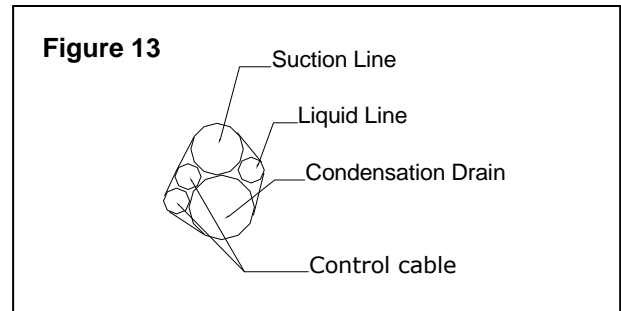 Figure 13
Suction Line
Liquid Line
Condensation Drain
Control cable